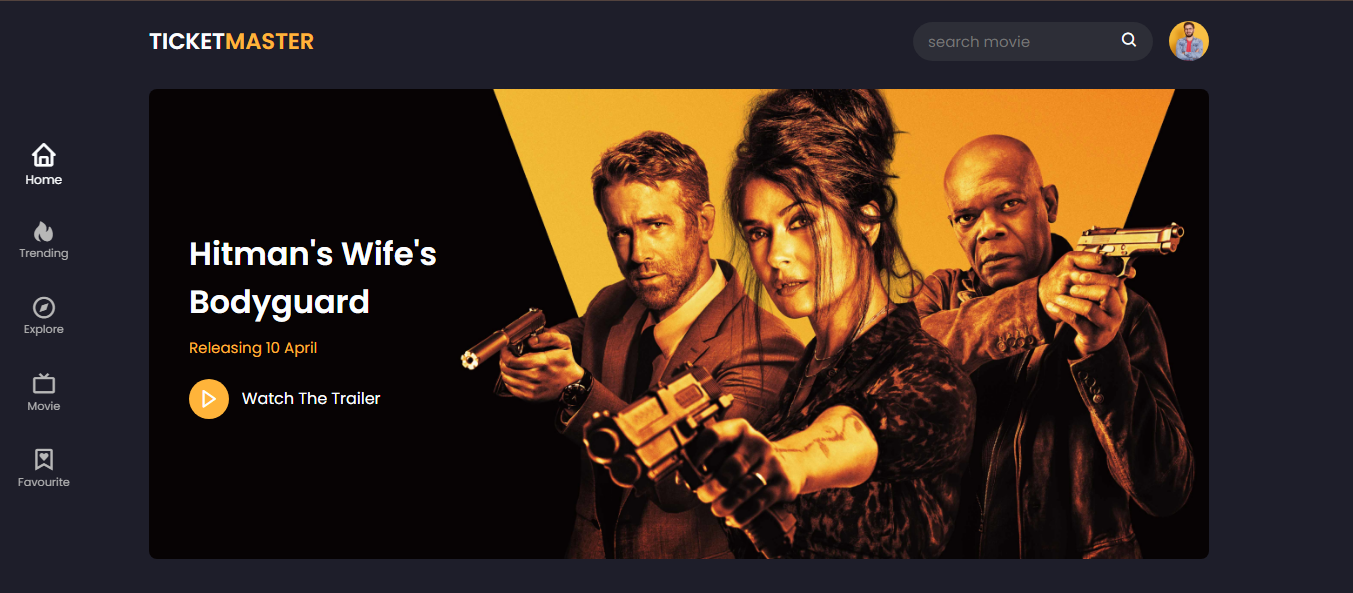 TICKETMASTER
search movie
Home
Trending
Explore
Movie
Favourite
Hitman's Wife's
Bodyguard
Releasing 10 April
Watch The Trailer